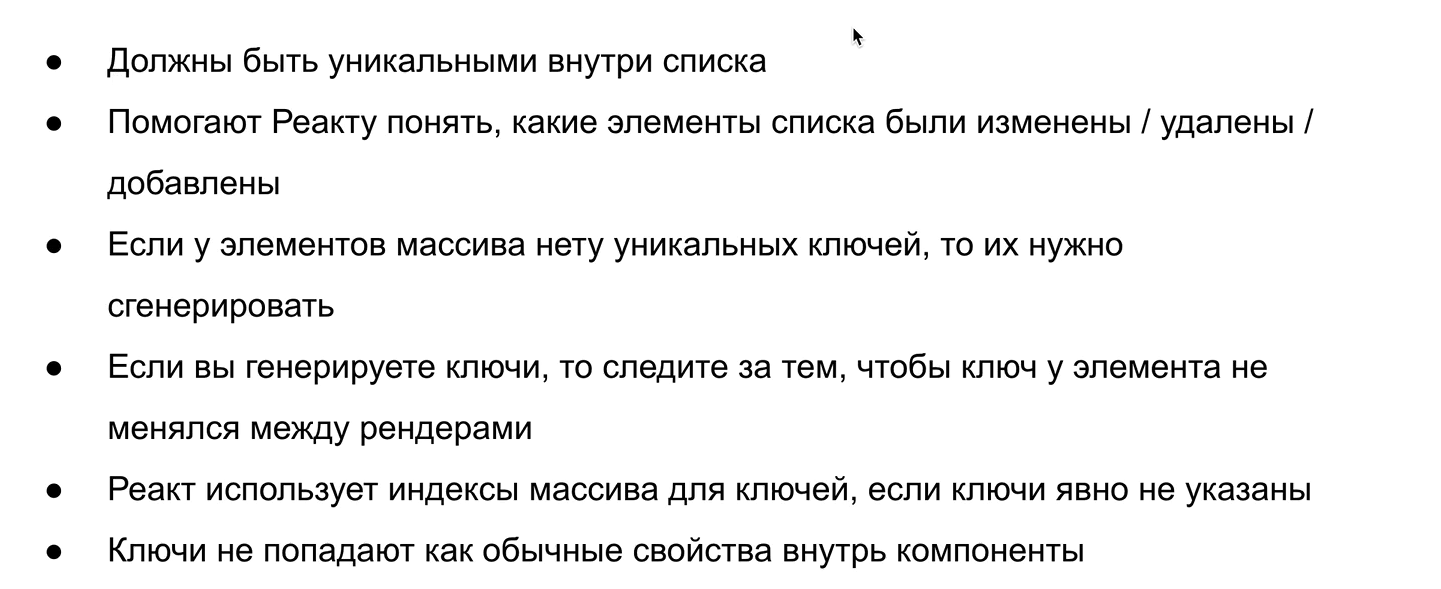 ● Должны быть уникальными внутри списка
● Помогают Реакту понять, какие элементы списка были изменены / удалены /
добавлены
● Если у элементов массива нету уникальных ключей, то их нужно
сгенерировать
● Если вы генерируете ключи, то следите за тем, чтобы ключ у элемента не
менялся между рендерами
● Реакт использует индексы массива для ключей, если ключи явно не указаны
● Ключи не попадают как обычные свойства внутрь компоненты